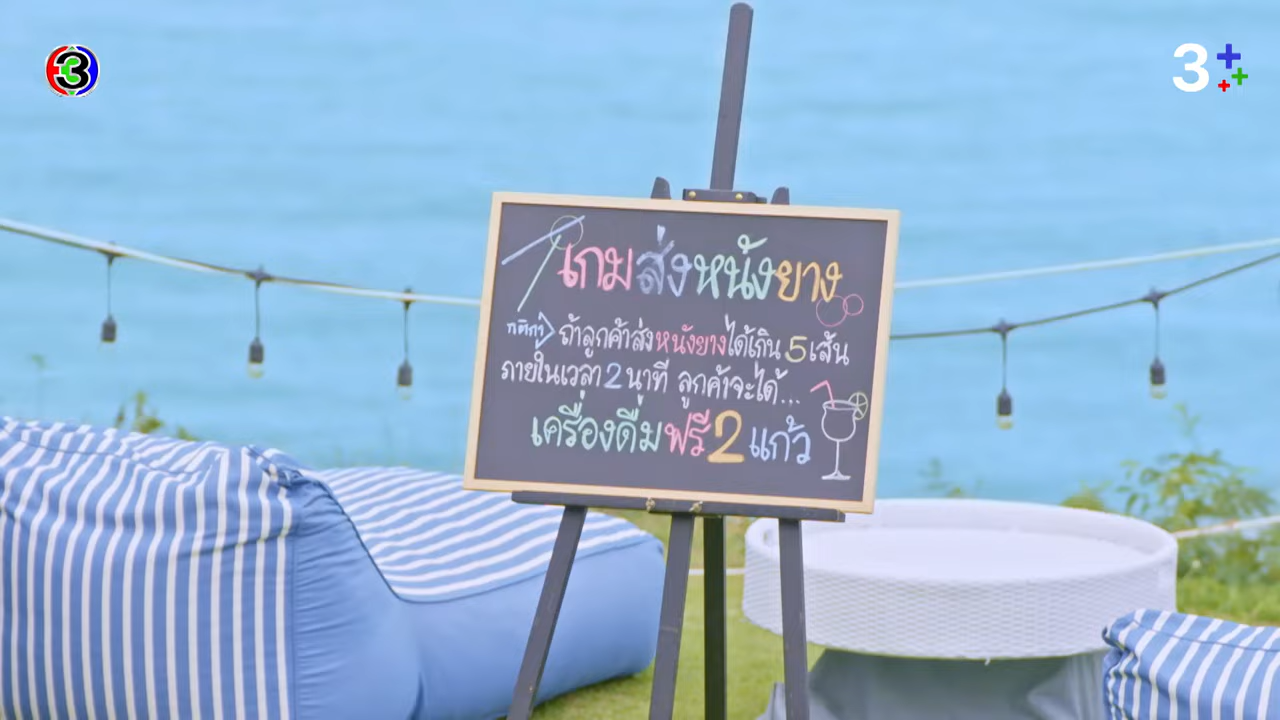 3
3+
เกมส่งหนังยาง
กติกา ถ้าลูกค้าส่งหนังยางได้เกิน 5 เส้น
ภายในเวลา 2 นาที ลูกค้าจะได้...
เครื่องดื่มฟรี 2 แก้ว